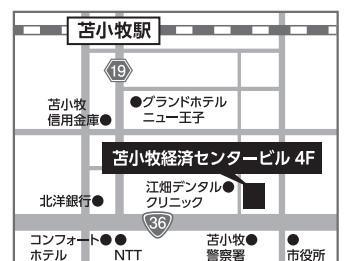 苫小牧駅
19
苫小牧
信用金庫
グランドホテル
ニュー王子
苫小牧経済センタービル 4F
江畑デンタル
クリニック
北洋銀行
36
コンフォート
ホテル
NTT
苫小牧
警察署
市役所